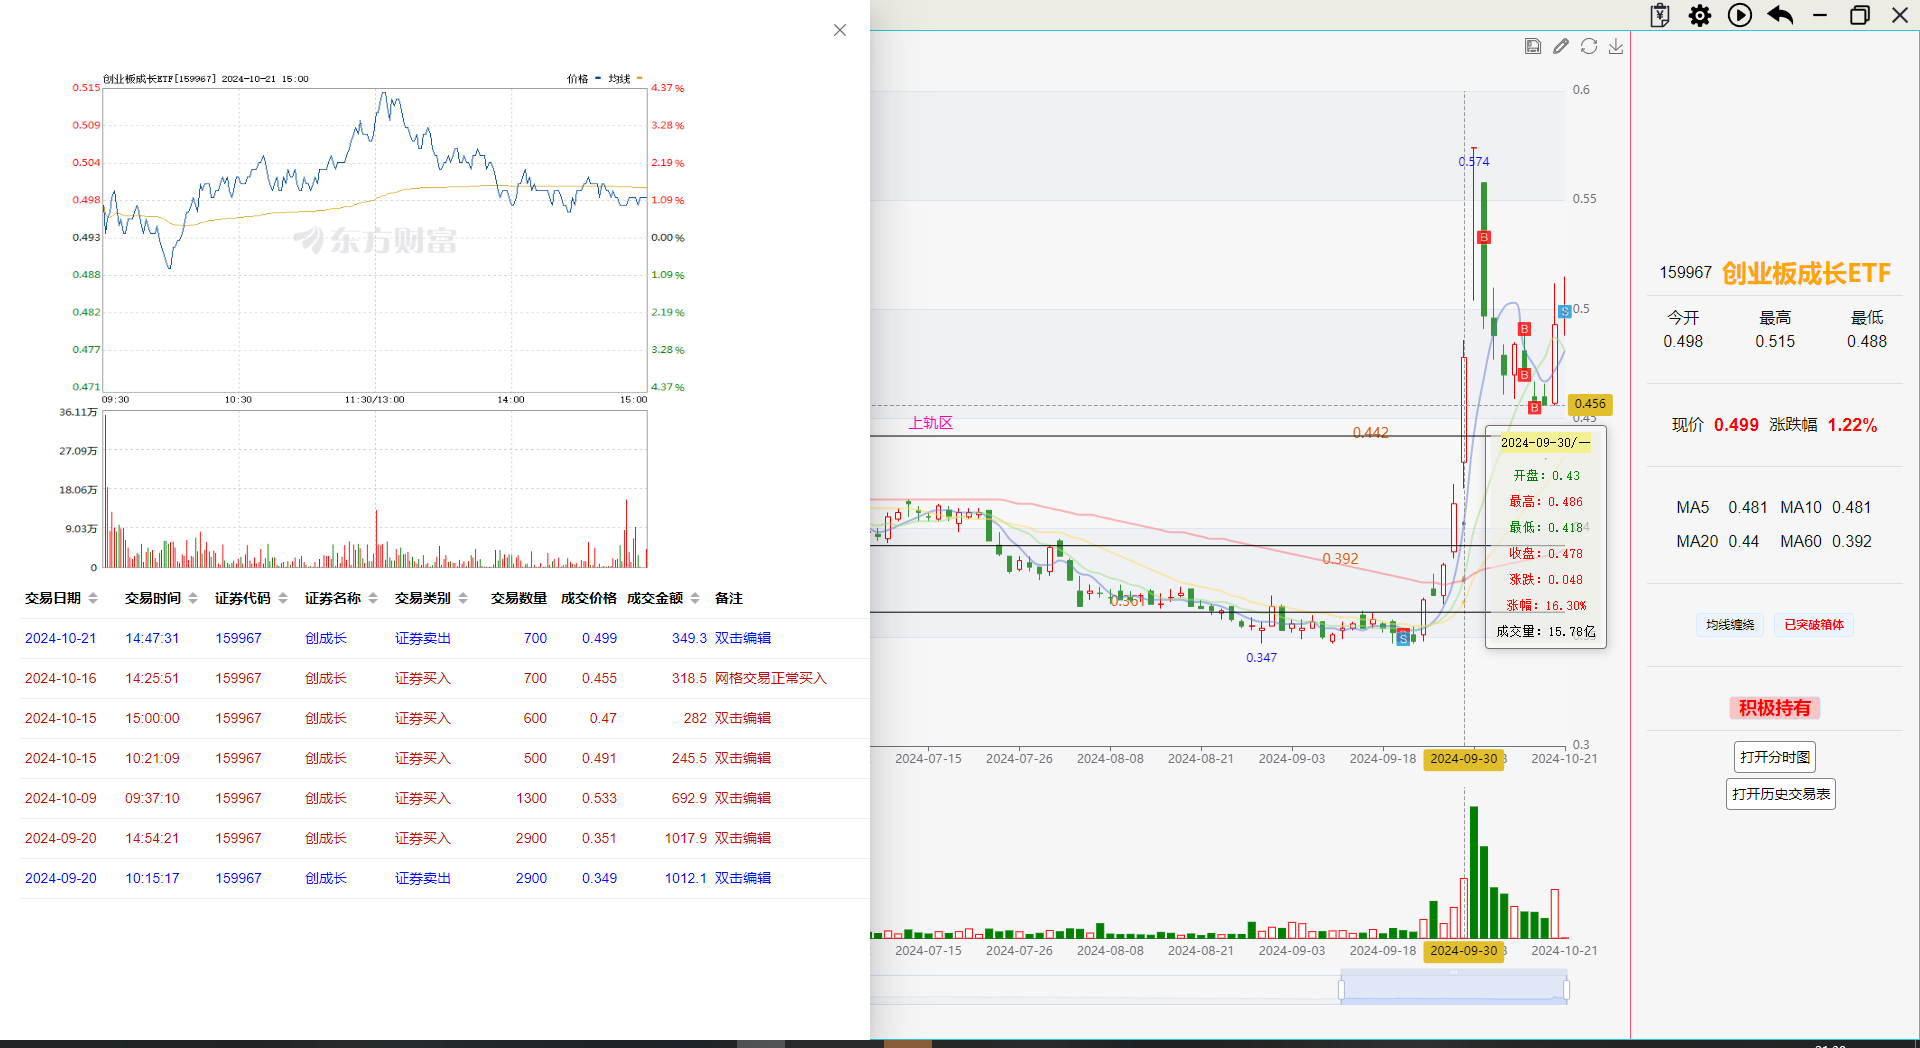 创业板成长ETF[159967] 2024-10-21 15:00 价格 均线
0.515 4.37%
0.509 3.28%
0.504 2.19%
0.498 1.09%
0.493 0.00%
0.488 1.09%
0.482 2.19%
0.477 3.28%
0.471 4.37%
东方财富
09:30 10:30 11:30/13:00 14:00 15:00
36.11万
27.09万
18.06万
9.03万
0
交易日期 交易时间 证券代码 证券名称 交易类别 交易数量 成交价格 成交金额 备注
2024-10-21 14:47:31 159967 创成长 证券卖出 700 0.499 349.3 双击编辑
2024-10-16 14:25:51 159967 创成长 证券买入 700 0.455 318.5 网格交易正常买入
2024-10-15 15:00:00 159967 创成长 证券买入 600 0.47 282 双击编辑
2024-10-15 10:21:09 159967 创成长 证券买入 500 0.491 245.5 双击编辑
2024-10-09 09:37:10 159967 创成长 证券买入 1300 0.533 692.9 双击编辑
2024-09-20 14:54:21 159967 创成长 证券买入 2900 0.351 1017.9 双击编辑
2024-09-20 10:15:17 159967 创成长 证券卖出 2900 0.349 1012.1 双击编辑
0.6
0.574
0.55
B
S 0.5
B
B
B
0.456
0.45
上轨区
0.442
0.392
0.361
0.347
S
2024-09-30/一
开盘: 0.43
最高: 0.486
最低: 0.418
收盘: 0.478
涨跌: 0.048
涨幅: 16.30%
成交量: 15.78亿
0.3
2024-07-15 2024-07-26 2024-08-08 2024-08-21 2024-09-03 2024-09-18 2024-09-30 2024-10-21
2024-07-15 2024-07-26 2024-08-08 2024-08-21 2024-09-03 2024-09-18 2024-09-30 2024-10-21
159967 创业板成长ETF
今开 最高 最低
0.498 0.515 0.488
现价 0.499 涨跌幅 1.22%
MA5 0.481 MA10 0.481
MA20 0.44 MA60 0.392
均线缠绕 已突破箱体
积极持有
打开分时图
打开历史交易表